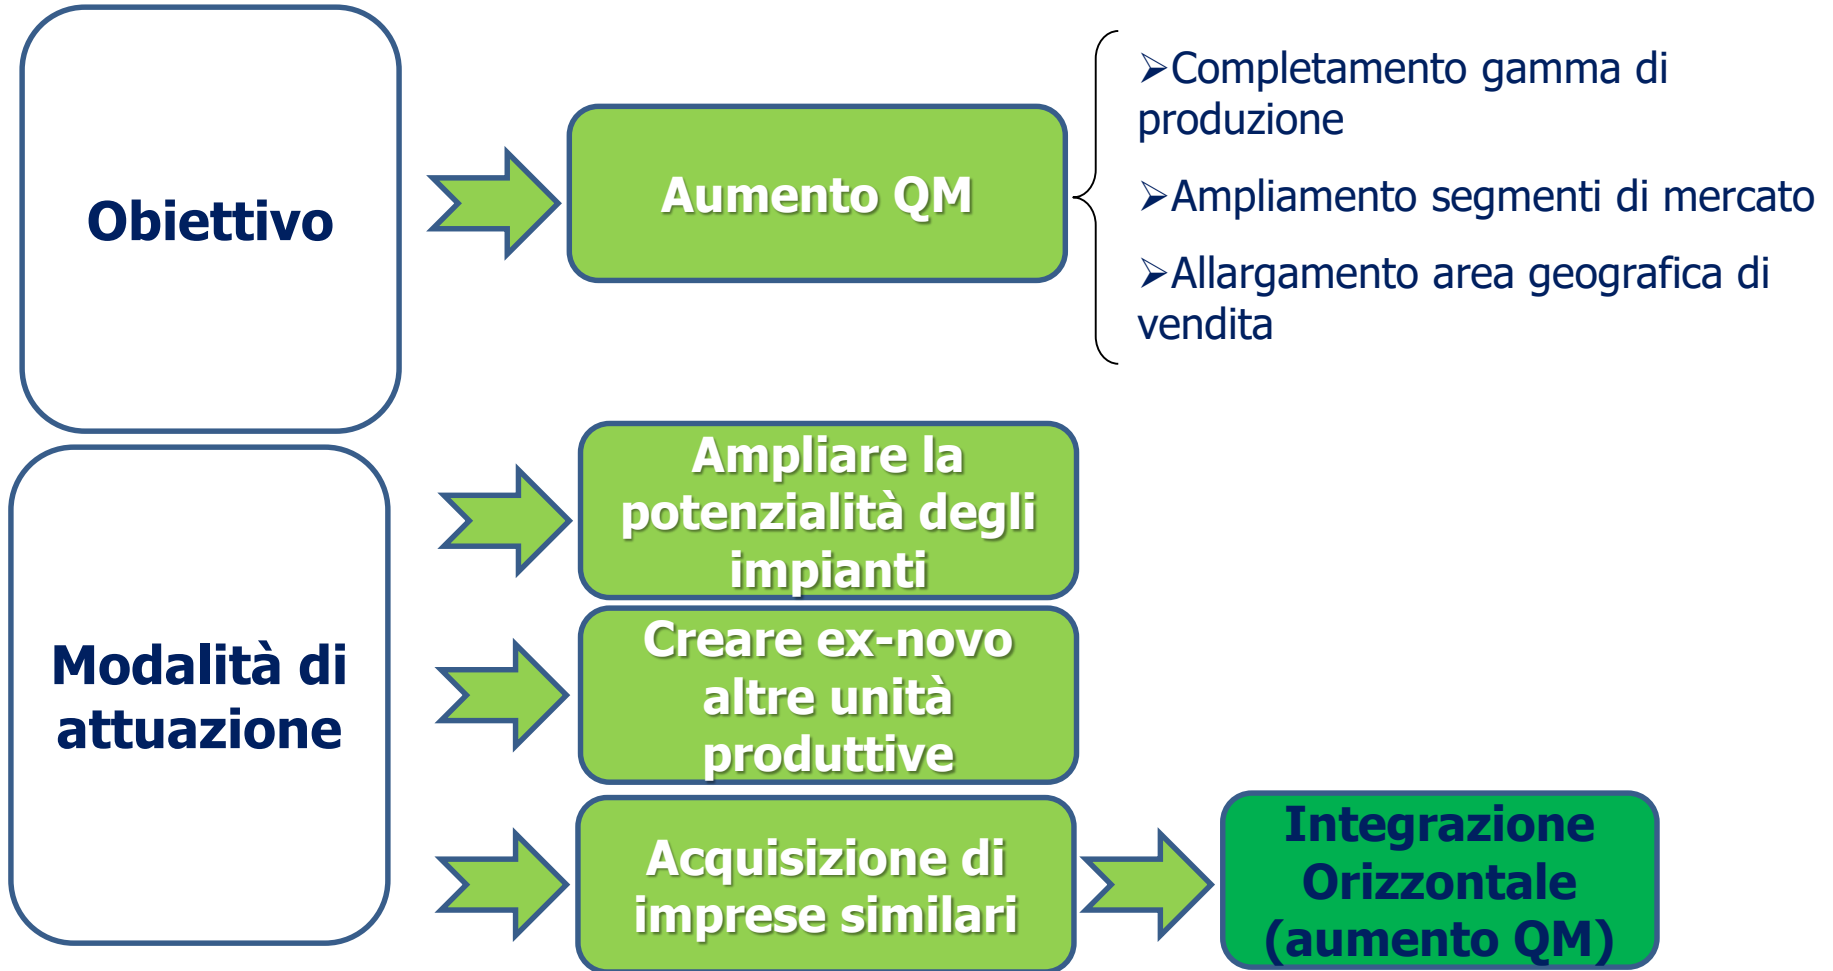 Obiettivo
Aumento QM
➢Completamento gamma di
produzione
➢Ampliamento segmenti di mercato
➢Allargamento area geografica di
vendita
Modalità di
attuazione
Ampliare la
potenzialità degli
impianti
Creare ex-novo
altre unità
produttive
Acquisizione di
imprese similari
Integrazione
Orizzontale
(aumento QM)